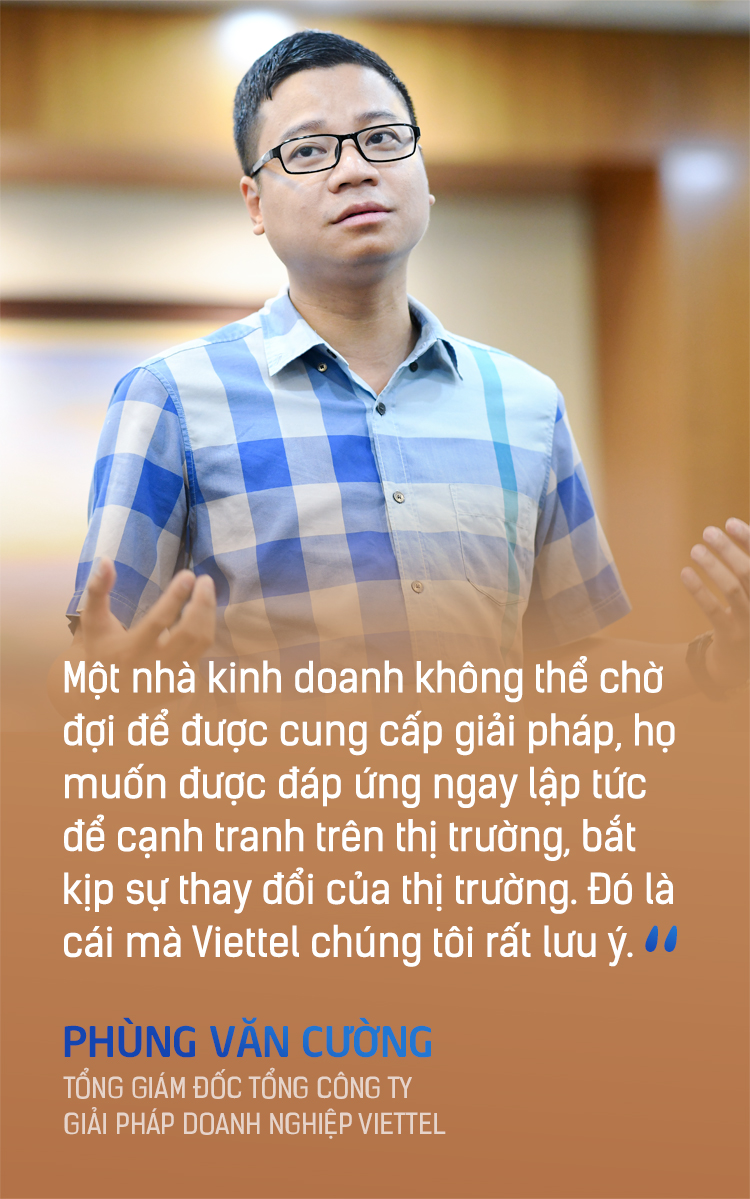 Một nhà kinh doanh không thể chờ
đợi để được cung cấp giải pháp, họ
muốn được đáp ứng ngay lập tức
để cạnh tranh trên thị trường, bắt
kịp sự thay đổi của thị trường. Đó là
cái mà Viettel chúng tôi rất lưu ý. “
PHÙNG VĂN CƯỜNG
TỔNG GIÁM ĐỐC TỔNG CÔNG TY
GIẢI PHÁP DOANH NGHIỆP VIETTEL